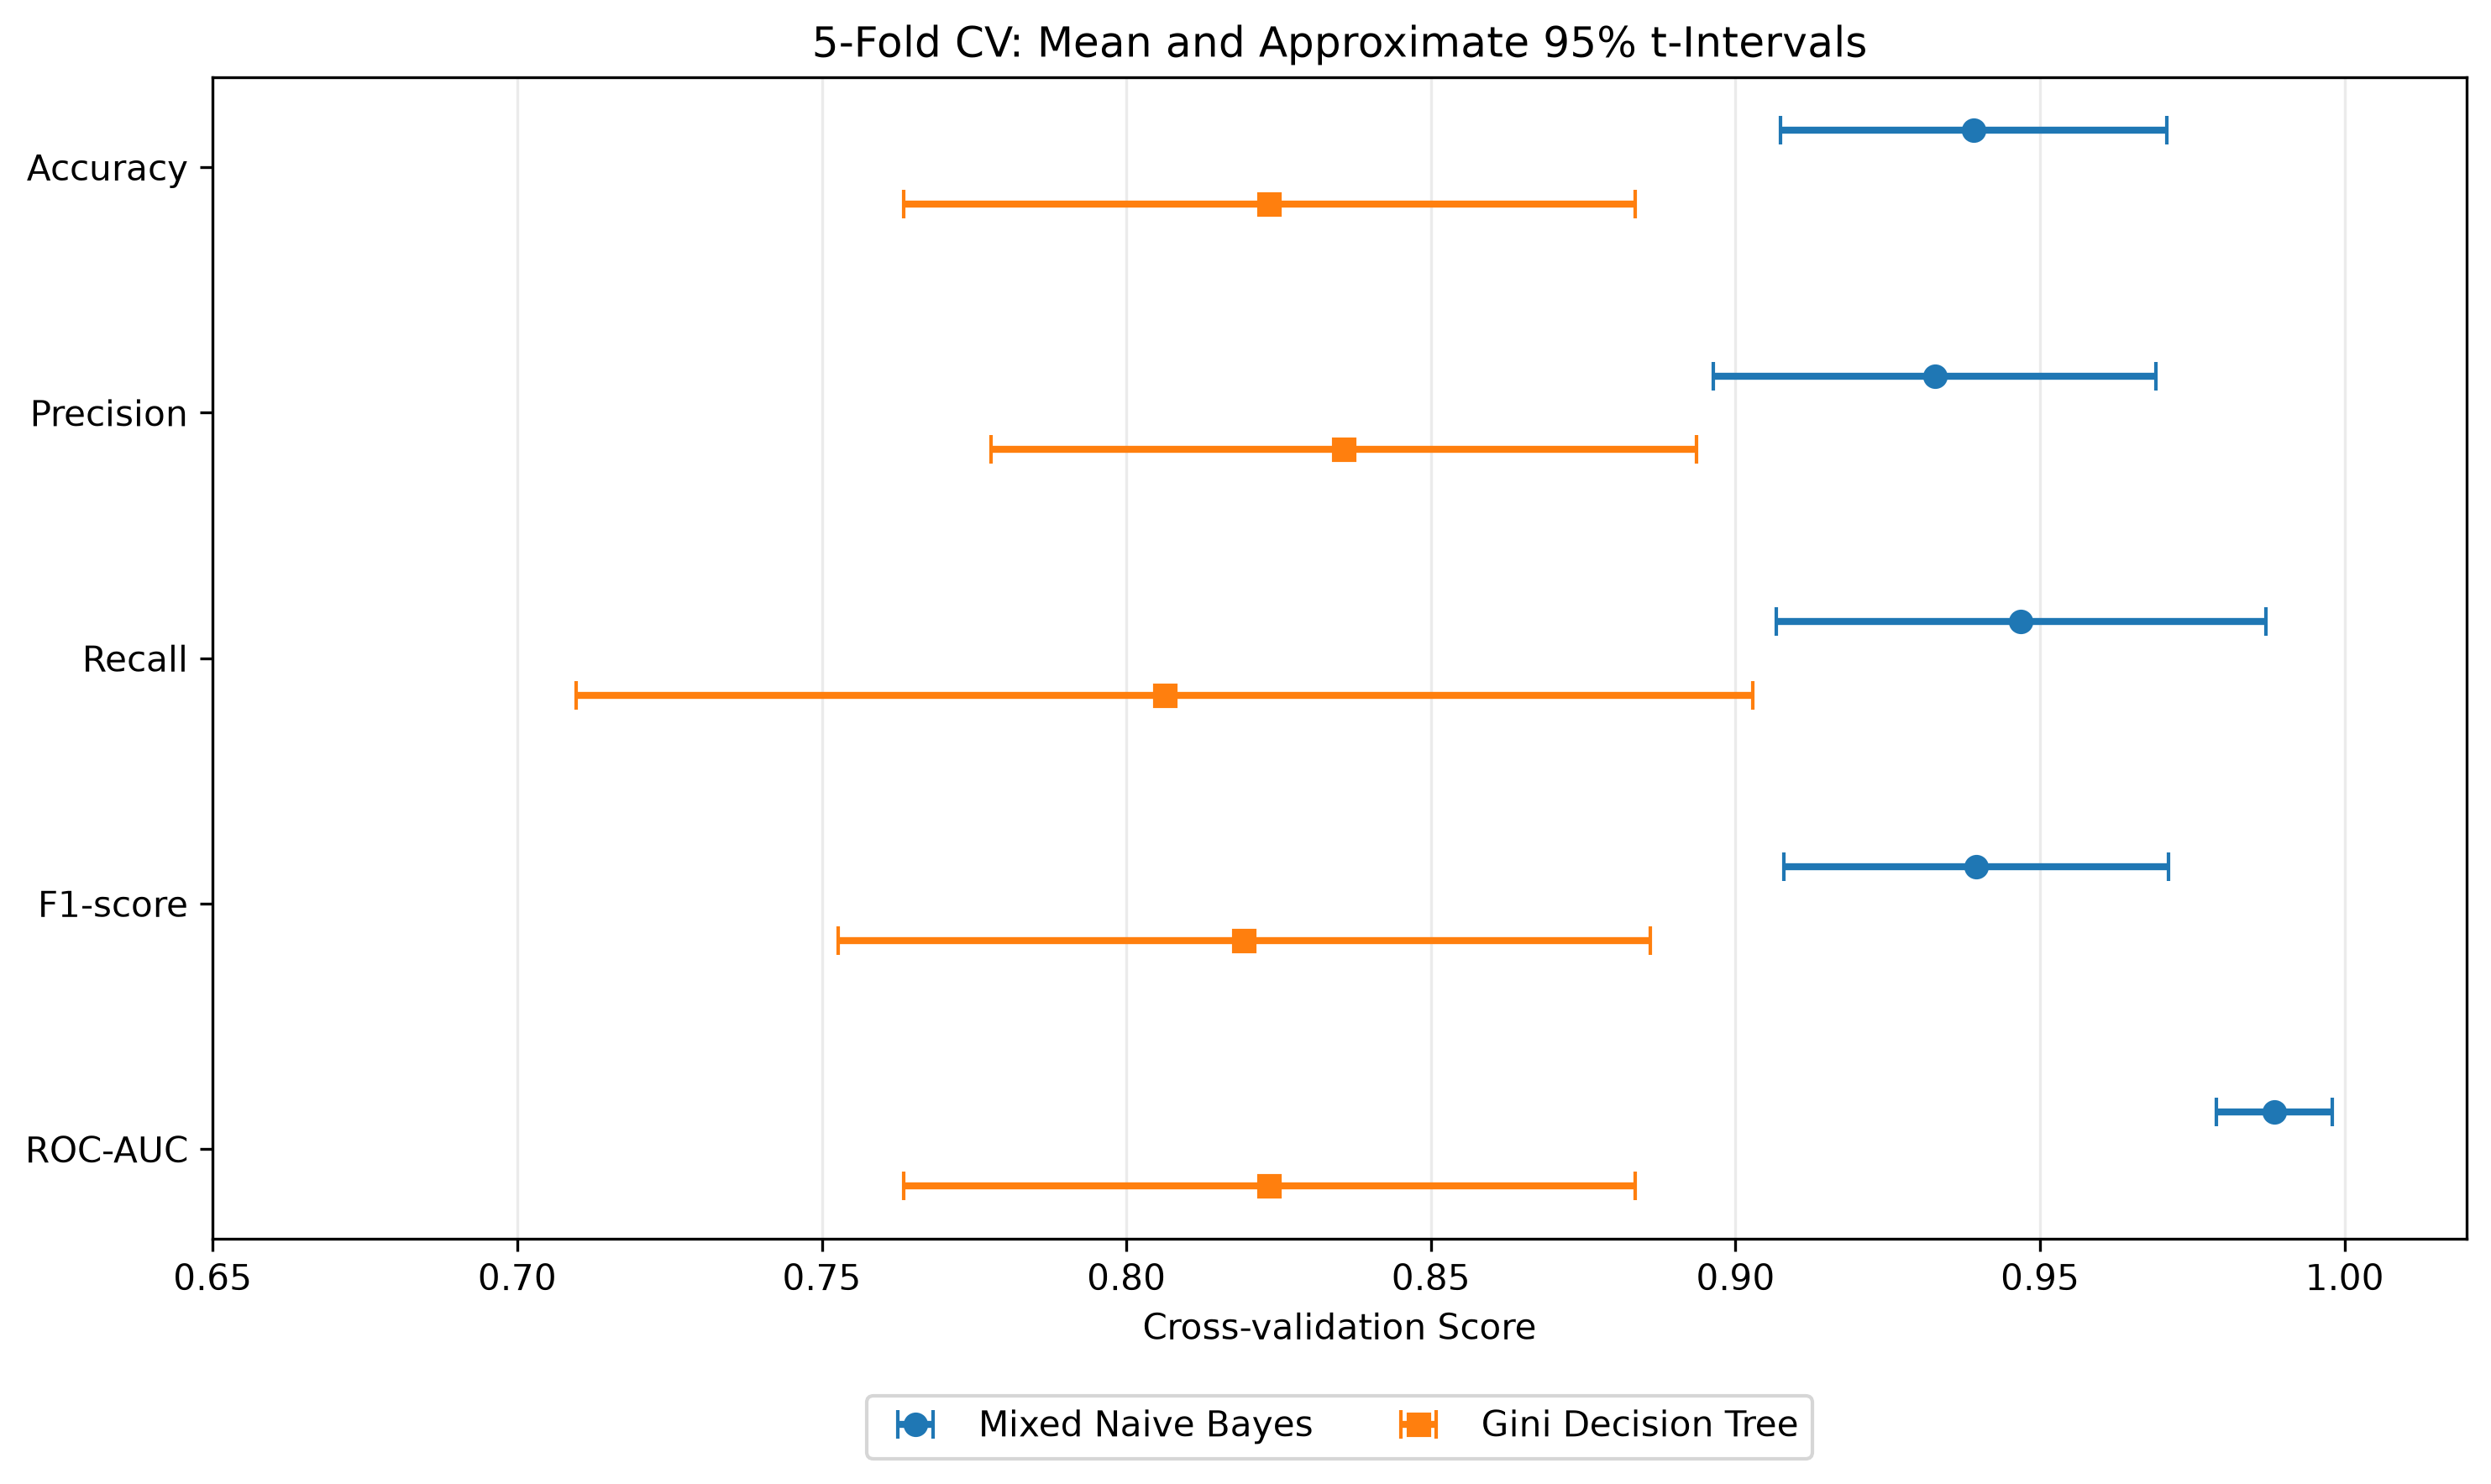 5-Fold CV: Mean and Approximate 95% t-Intervals
Accuracy
Precision
Recall
F1-score
ROC-AUC
0.65 0.70 0.75 0.80 0.85 0.90 0.95 1.00
Cross-validation Score
Mixed Naive Bayes Gini Decision Tree